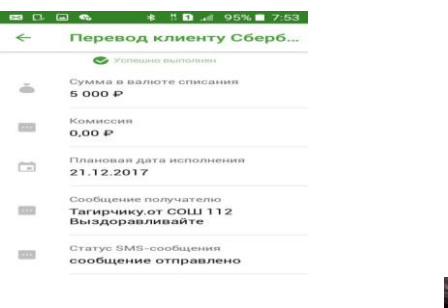 95% 7:53
Перевод клиенту Сберб...
Успешно выполнен
Сумма в валюте списания
5 000 ₽
Комиссия
0,00 ₽
Плановая дата исполнения
21.12.2017
Сообщение получателю
Тагирчику.от СОШ 112
Выздоравливайте
Статус SMS-сообщения
сообщение отправлено